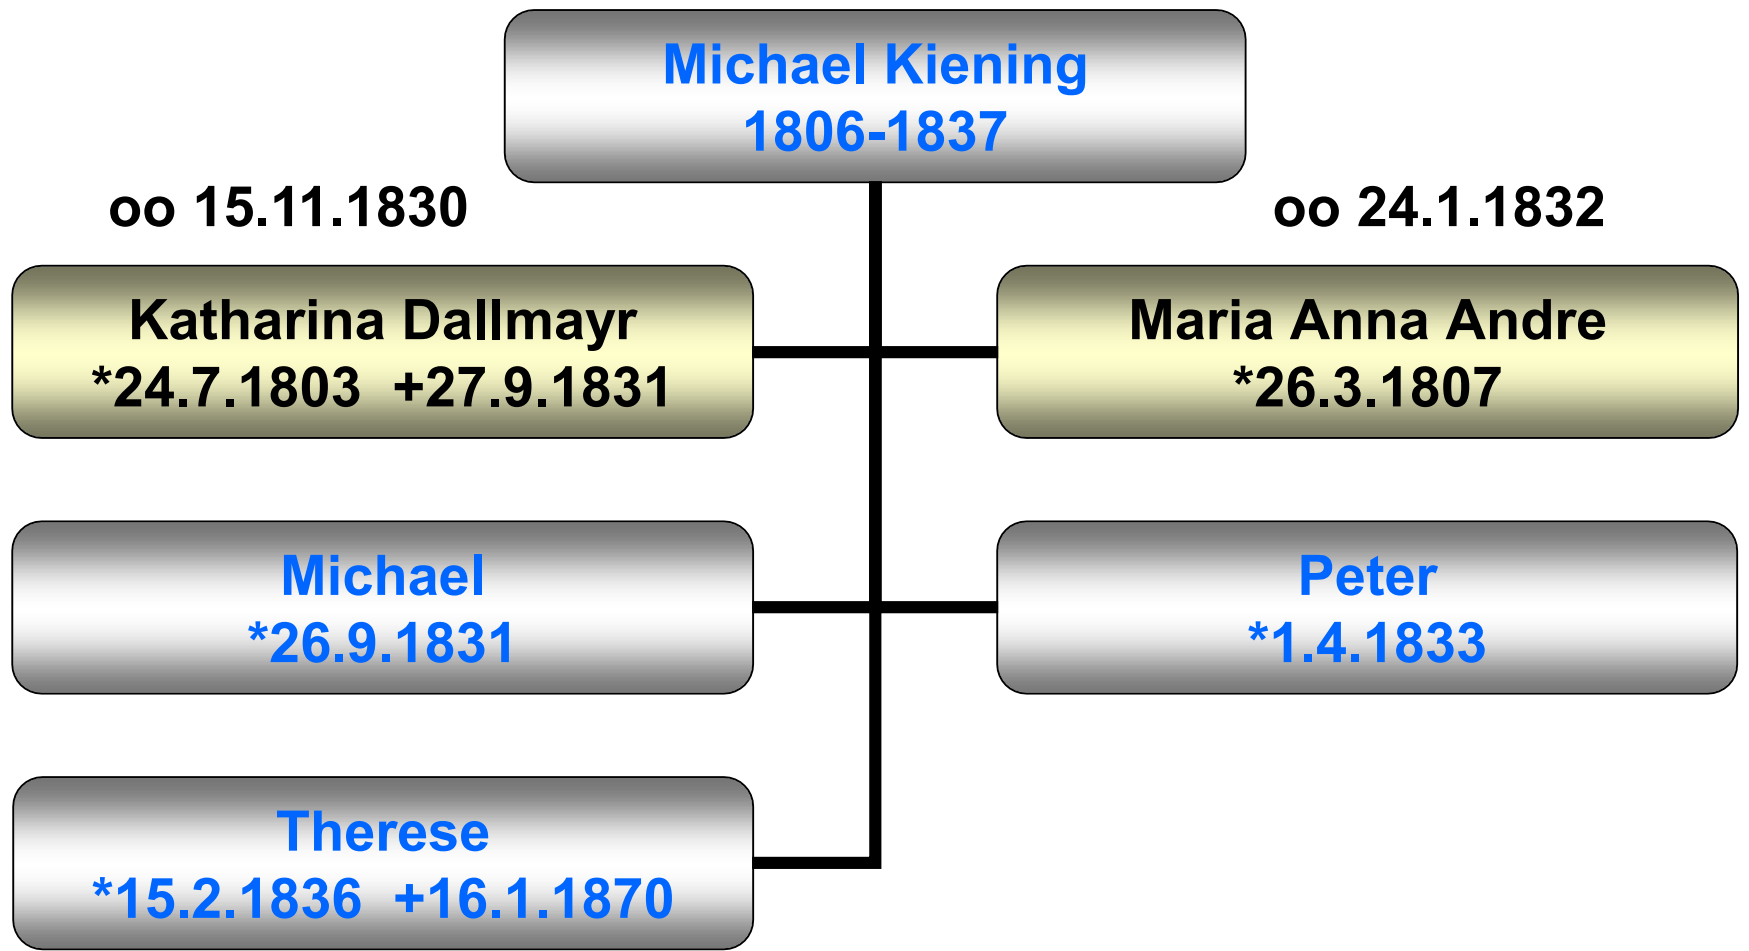 Michael Kiening
1806-1837
oo 15.11.1830
oo 24.1.1832
Katharina Dallmayr
*24.7.1803 +27.9.1831
Maria Anna Andre
*26.3.1807
Michael
*26.9.1831
Peter
*1.4.1833
Therese
*15.2.1836 +16.1.1870